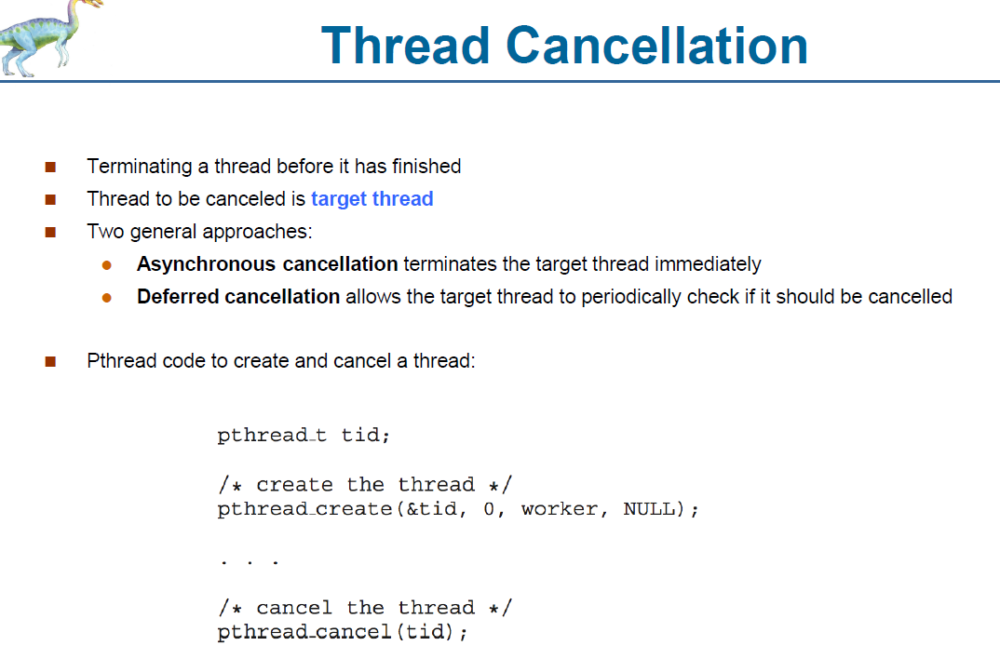 Thread Cancellation
Terminating a thread before it has finished
Thread to be canceled is target thread
Two general approaches:
Asynchronous cancellation terminates the target thread immediately
Deferred cancellation allows the target thread to periodically check if it should be cancelled
Pthread code to create and cancel a thread:
pthread_t tid;
/* create the thread */
pthread_create(&tid, 0, worker, NULL);
. . .
/* cancel the thread */
pthread_cancel(tid);